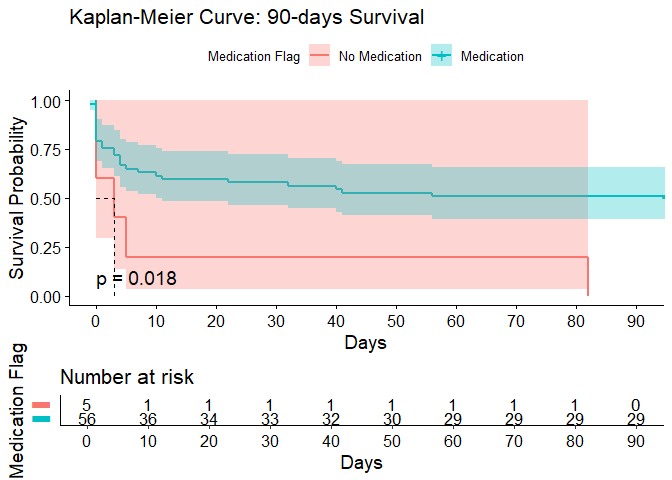 Kaplan-Meier Curve: 90-days Survival
Medication Flag No Medication Medication
Survival Probability
1.00
0.75
0.50
0.25
0.00
p = 0.018
0 10 20 30 40 50 60 70 80 90
Days
Number at risk
Medication Flag
5 1 1 1 1 1 1 1 1 0
56 36 34 33 32 30 29 29 29 29
0 10 20 30 40 50 60 70 80 90
Days